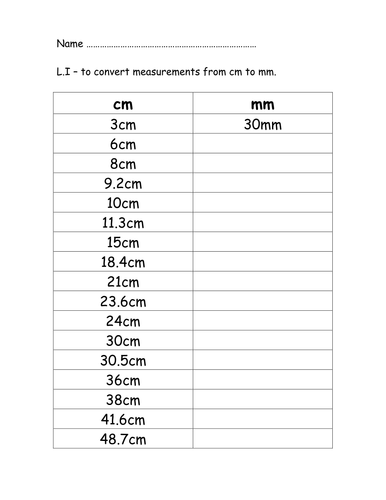 Name ……………………………………………………………
L.I – to convert measurements from cm to mm.
cm mm
3cm 30mm
6cm
8cm
9.2cm
10cm
11.3cm
15cm
18.4cm
21cm
23.6cm
24cm
30cm
30.5cm
36cm
38cm
41.6cm
48.7cm